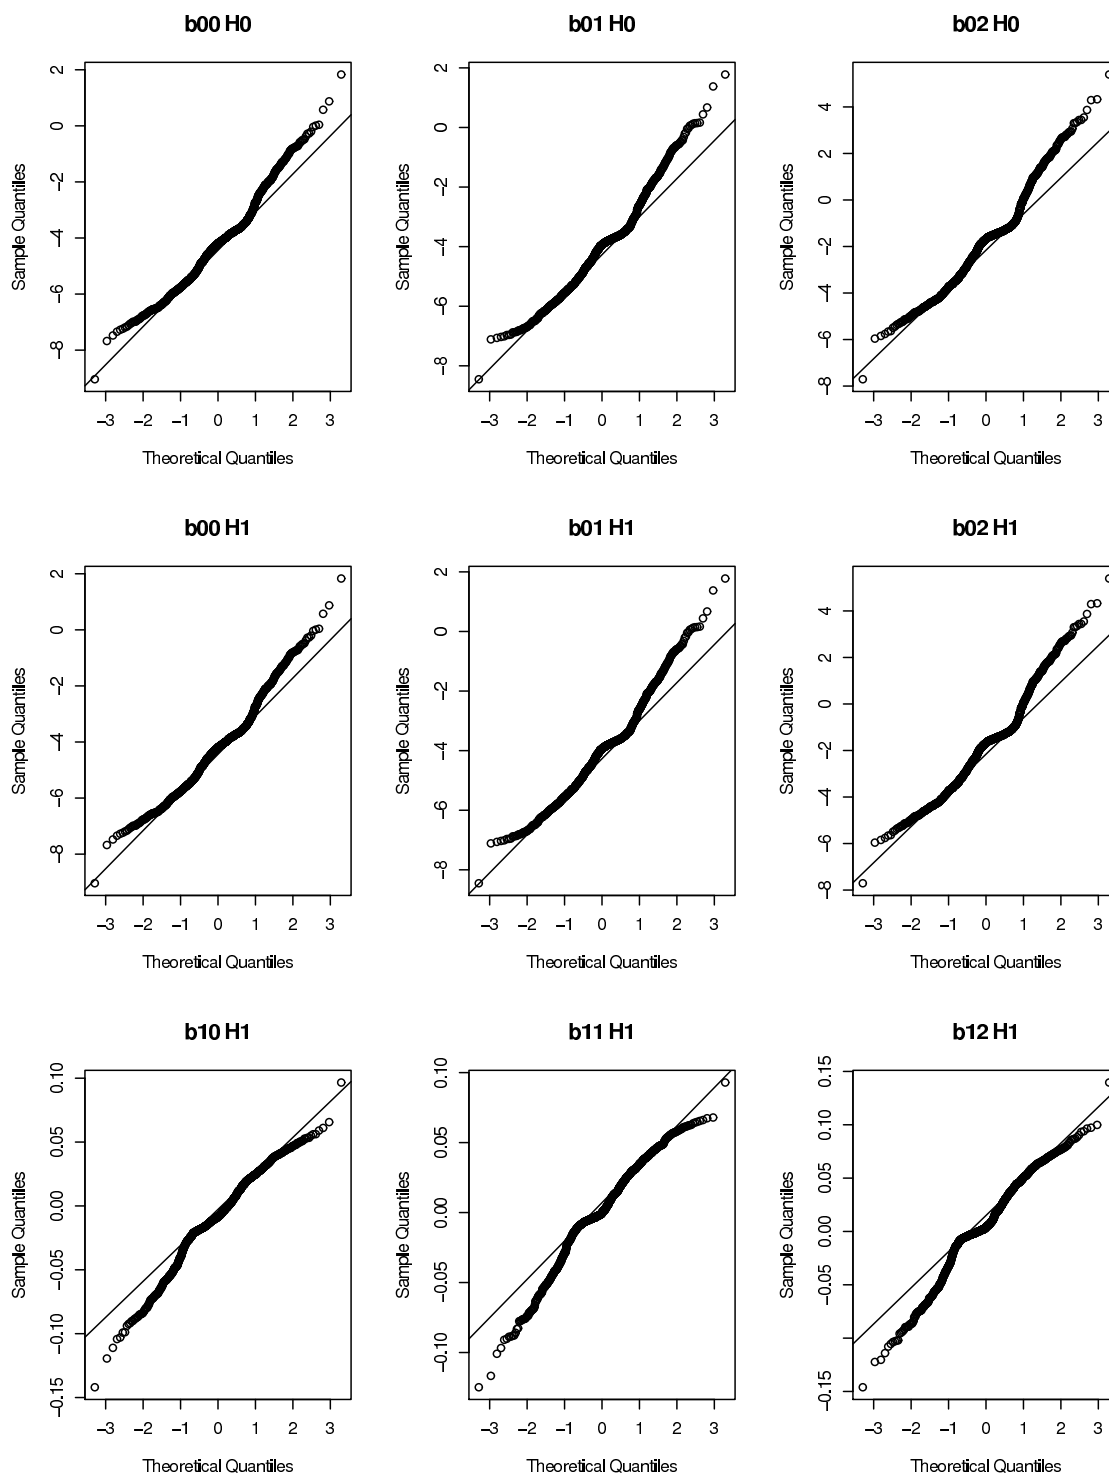 b00 H0
b01 H0
b02 H0
Sample Quantiles
2
0
−2
−4
−6
−8
−3 −2 −1 0 1 2 3
Theoretical Quantiles
Sample Quantiles
2
0
−2
−4
−6
−8
−3 −2 −1 0 1 2 3
Theoretical Quantiles
Sample Quantiles
4
2
0
−2
−4
−6
−8
−3 −2 −1 0 1 2 3
Theoretical Quantiles
b00 H1
b01 H1
b02 H1
Sample Quantiles
2
0
−2
−4
−6
−8
−3 −2 −1 0 1 2 3
Theoretical Quantiles
Sample Quantiles
2
0
−2
−4
−6
−8
−3 −2 −1 0 1 2 3
Theoretical Quantiles
Sample Quantiles
4
2
0
−2
−4
−6
−8
−3 −2 −1 0 1 2 3
Theoretical Quantiles
b10 H1
b11 H1
b12 H1
Sample Quantiles
0.10
0.05
0.00
−0.05
−0.10
−0.15
−3 −2 −1 0 1 2 3
Theoretical Quantiles
Sample Quantiles
0.10
0.05
0.00
−0.05
−0.10
−3 −2 −1 0 1 2 3
Theoretical Quantiles
Sample Quantiles
0.15
0.10
0.05
0.00
−0.05
−0.15
−3 −2 −1 0 1 2 3
Theoretical Quantiles